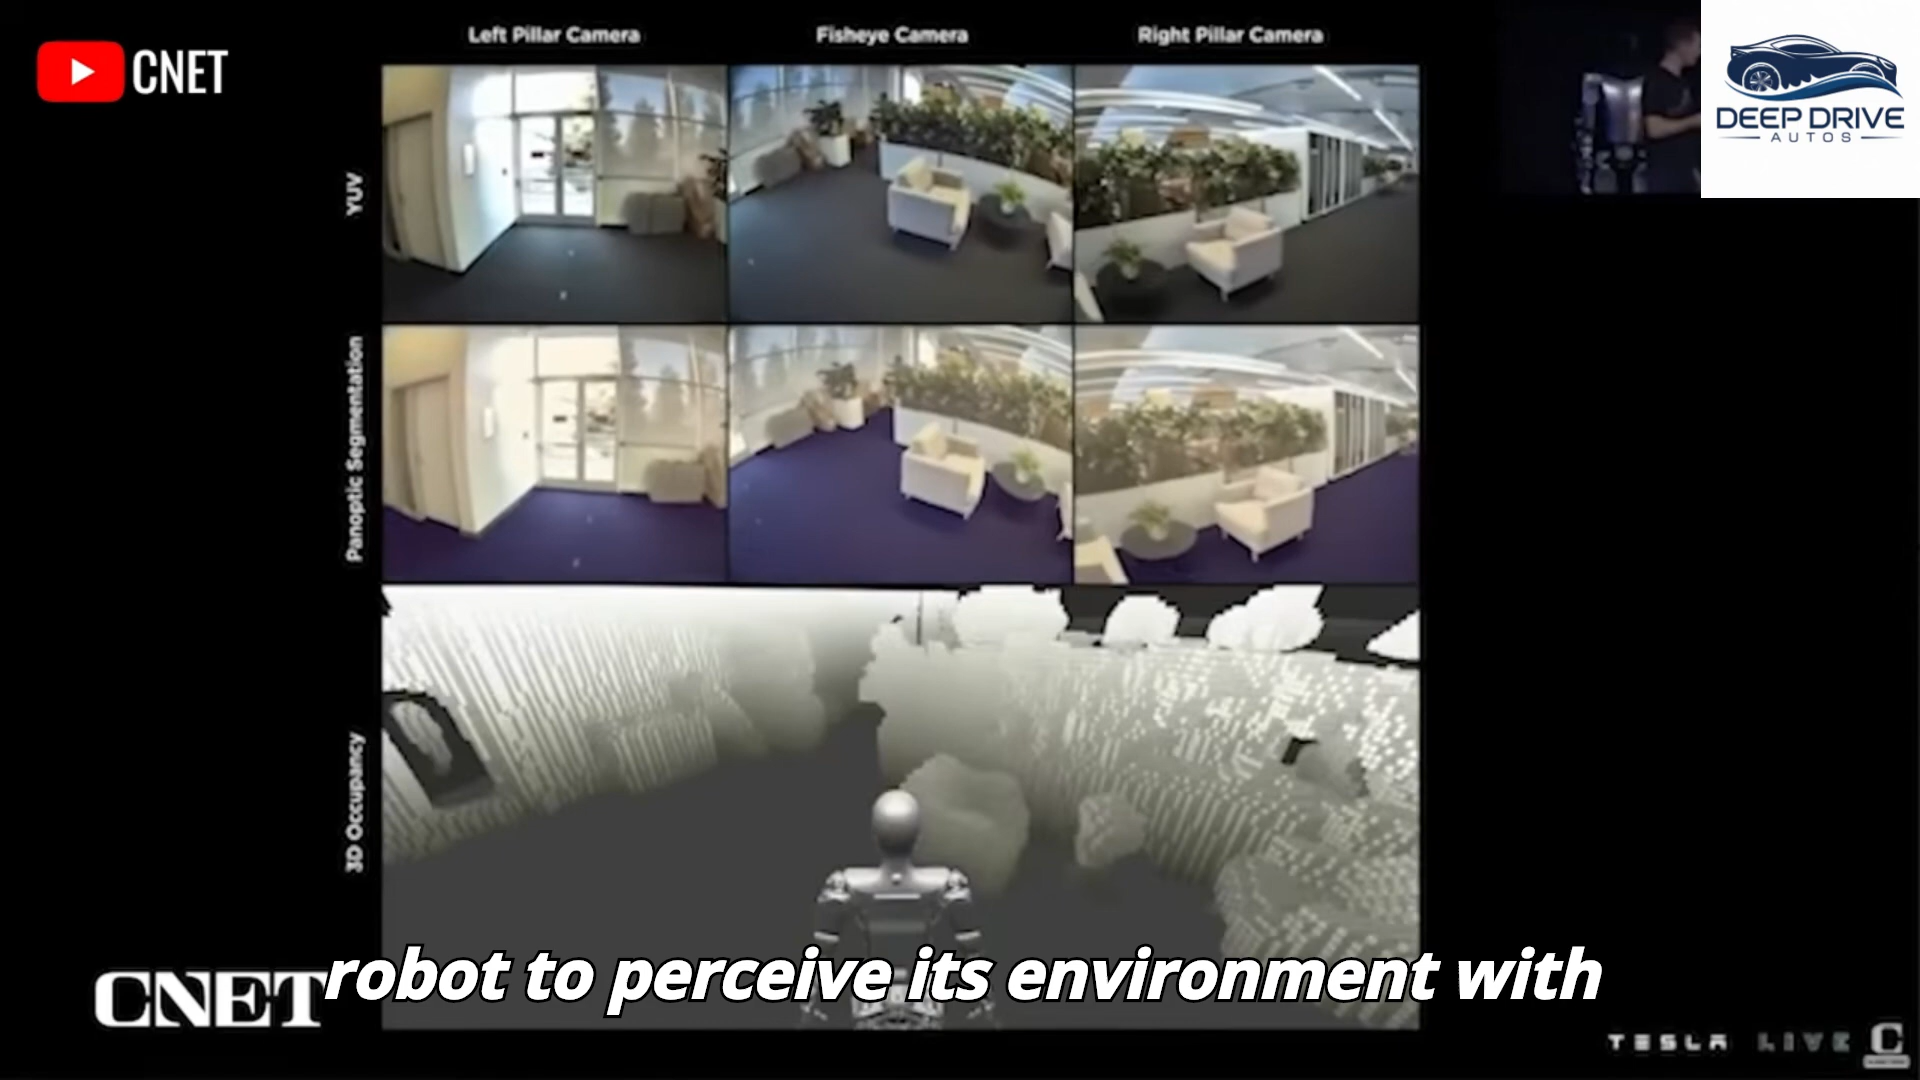 Left Pillar Camera
Fisheye Camera
Right Pillar Camera
CNET
DEEP DRIVE
AUTOS
YUV
Panoptic Segmentation
3D Occupancy
robot to perceive its environment with
CNET
TESLA LIVE
C